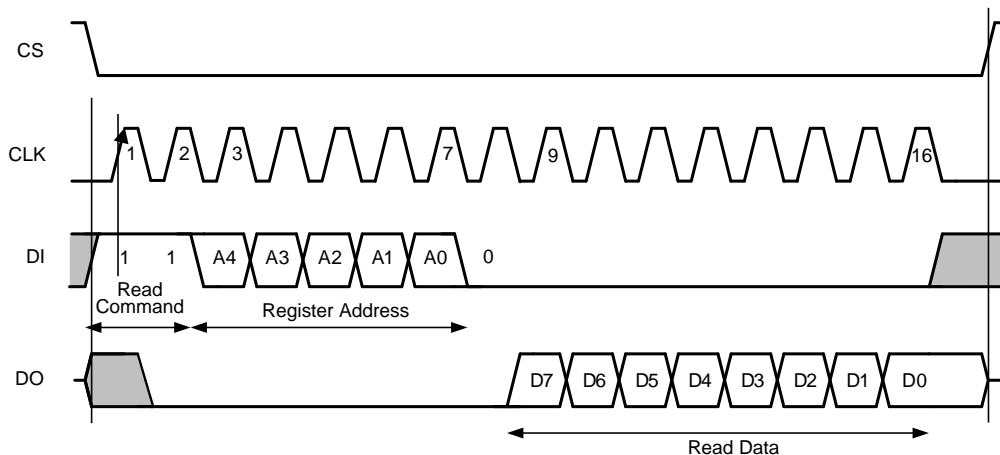 CS
CLK
1 2 3 7 9 16
DI
1 1 A4 A3 A2 A1 A0 0
Read
Command
Register Address
DO
D7 D6 D5 D4 D3 D2 D1 D0
Read Data